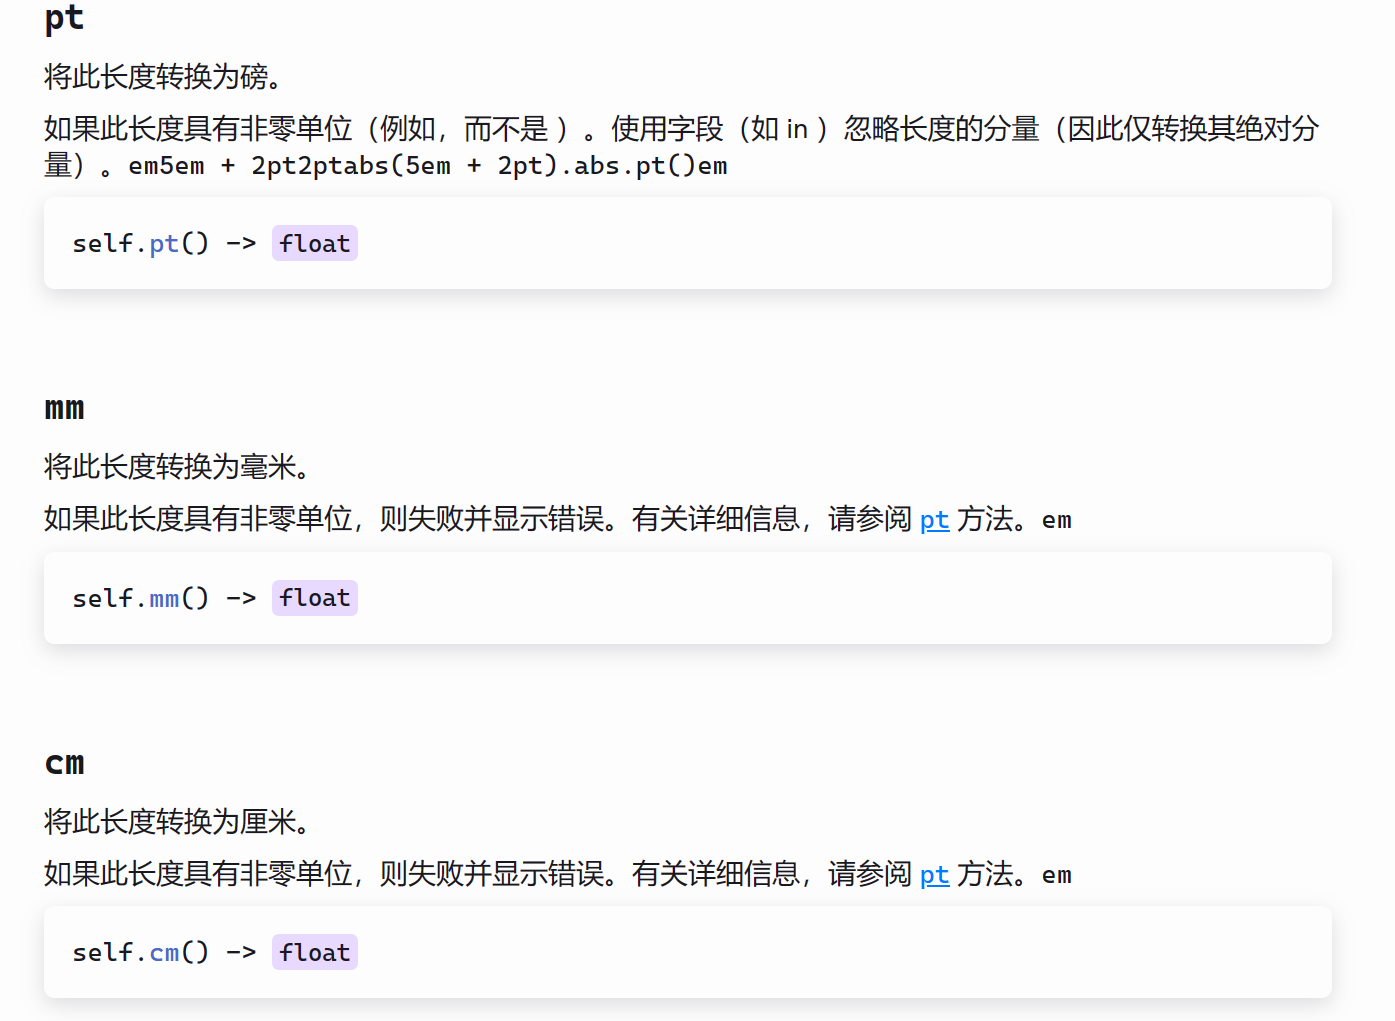 pt
将此长度转换为磅。
如果此长度具有非零单位（例如，而不是 ）。使用字段（如 in ）忽略长度的分量（因此仅转换其绝对分
量）。em5em + 2pt2ptabs(5em + 2pt).abs.pt()em
self.pt() -> float
mm
将此长度转换为毫米。
如果此长度具有非零单位，则失败并显示错误。有关详细信息，请参阅 pt 方法。em
self.mm() -> float
cm
将此长度转换为厘米。
如果此长度具有非零单位，则失败并显示错误。有关详细信息，请参阅 pt 方法。em
self.cm() -> float